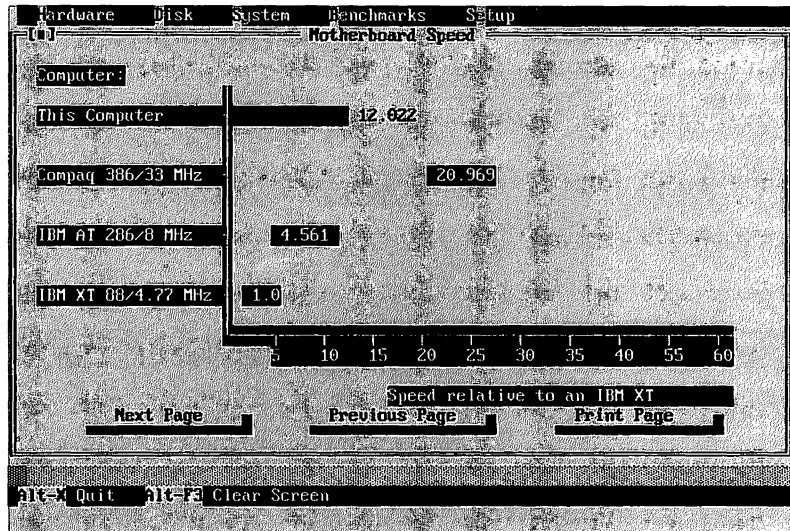 Hardware Disk System Benchmarks Setup
[■] Motherboard Speed
Computer:
This Computer 12.022
Compaq 386/33 MHz 20.969
IBM AT 286/8 MHz 4.561
IBM XT 88/4.77 MHz 1.0
5 10 15 20 25 30 35 40 45 50 55 60
Speed relative to an IBM XT
Next Page Previous Page Print Page
Alt-X Quit Alt-F3 Clear Screen